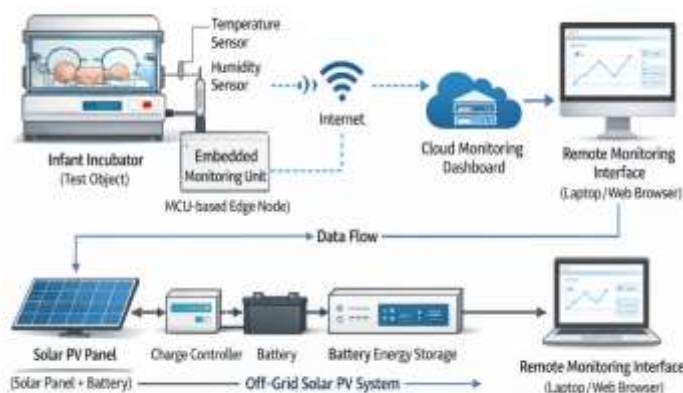 Temperature
Sensor
Humidity
Sensor
Internet
Infant Incubator
(Test Object)
Embedded
Monitoring Unit
MCU-based Edge Node)
Cloud Monitoring
Dashboard
Remote Monitoring
Interface
(Laptop / Web Browser)
Data Flow
Solar PV Panel
(Solar Panel + Battery)
Charge Controller
Battery
Battery Energy Storage
Off-Grid Solar PV System
Remote Monitoring Interface
(Laptop / Web Browser)